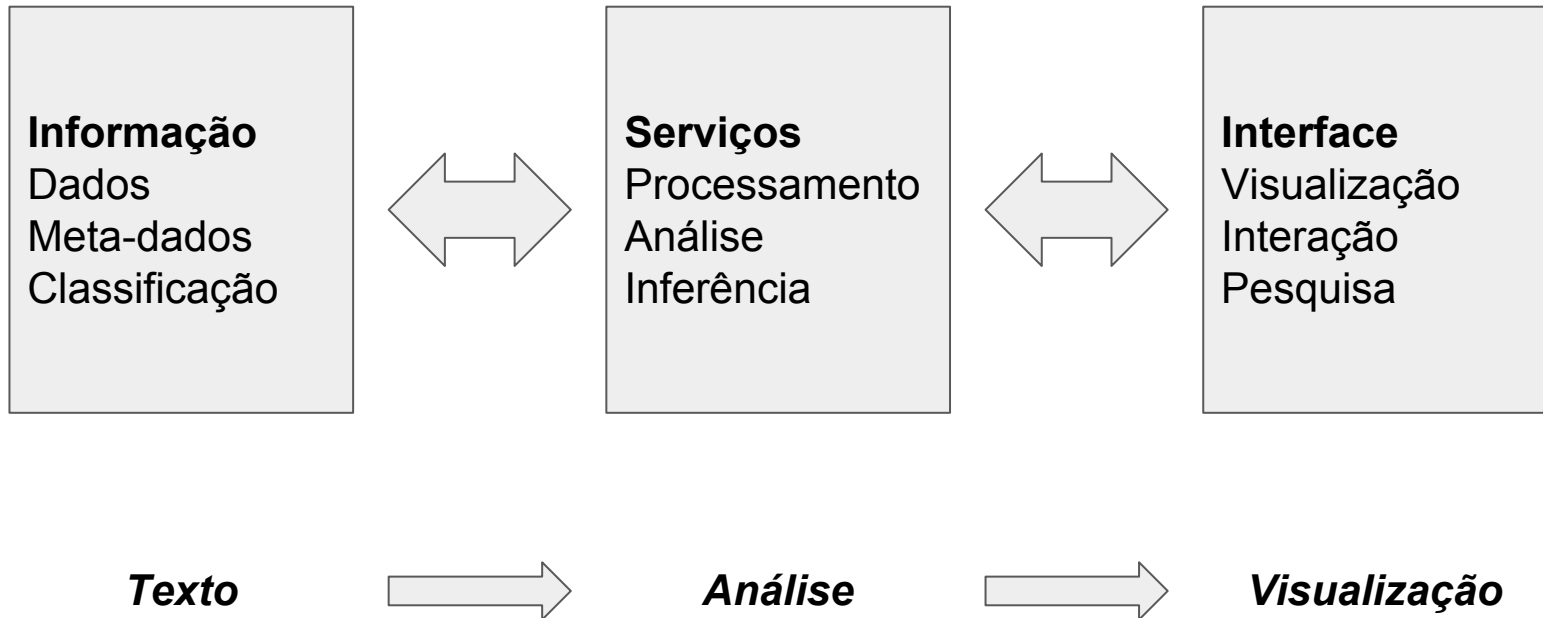 Informação
Dados
Meta-dados
Classificação
Serviços
Processamento
Análise
Inferência
Interface
Visualização
Interação
Pesquisa
Texto
Análise
Visualização